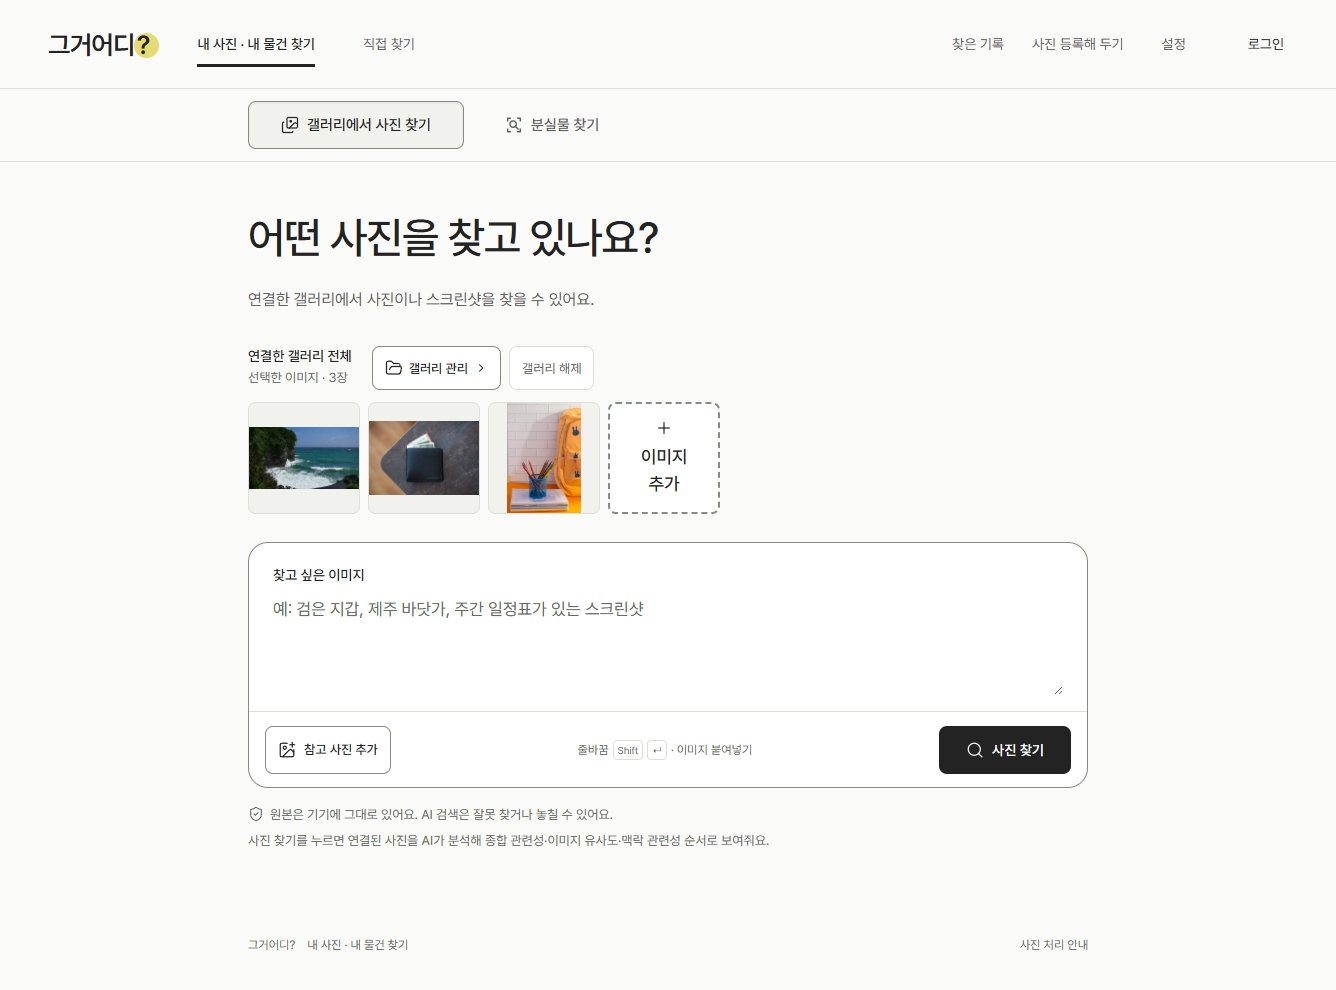 그거어디?
내 사진 · 내 물건 찾기
직접 찾기
찾은 기록
사진 등록해 두기
설정
로그인
갤러리에서 사진 찾기
분실물 찾기
어떤 사진을 찾고 있나요?
연결한 갤러리에서 사진이나 스크린샷을 찾을 수 있어요.
연결한 갤러리 전체
선택한 이미지 · 3장
갤러리 관리
갤러리 해제
이미지
추가
찾고 싶은 이미지
예: 검은 지갑, 제주 바닷가, 주간 일정표가 있는 스크린샷
참고 사진 추가
줄바꿈 Shift ↵ · 이미지 붙여넣기
사진 찾기
원본은 기기에 그대로 있어요. AI 검색은 잘못 찾거나 놓칠 수 있어요.
사진 찾기를 누르면 연결된 사진을 AI가 분석해 종합 관련성·이미지 유사도·맥락 관련성 순서로 보여줘요.
그거어디? 내 사진 · 내 물건 찾기
사진 처리 안내